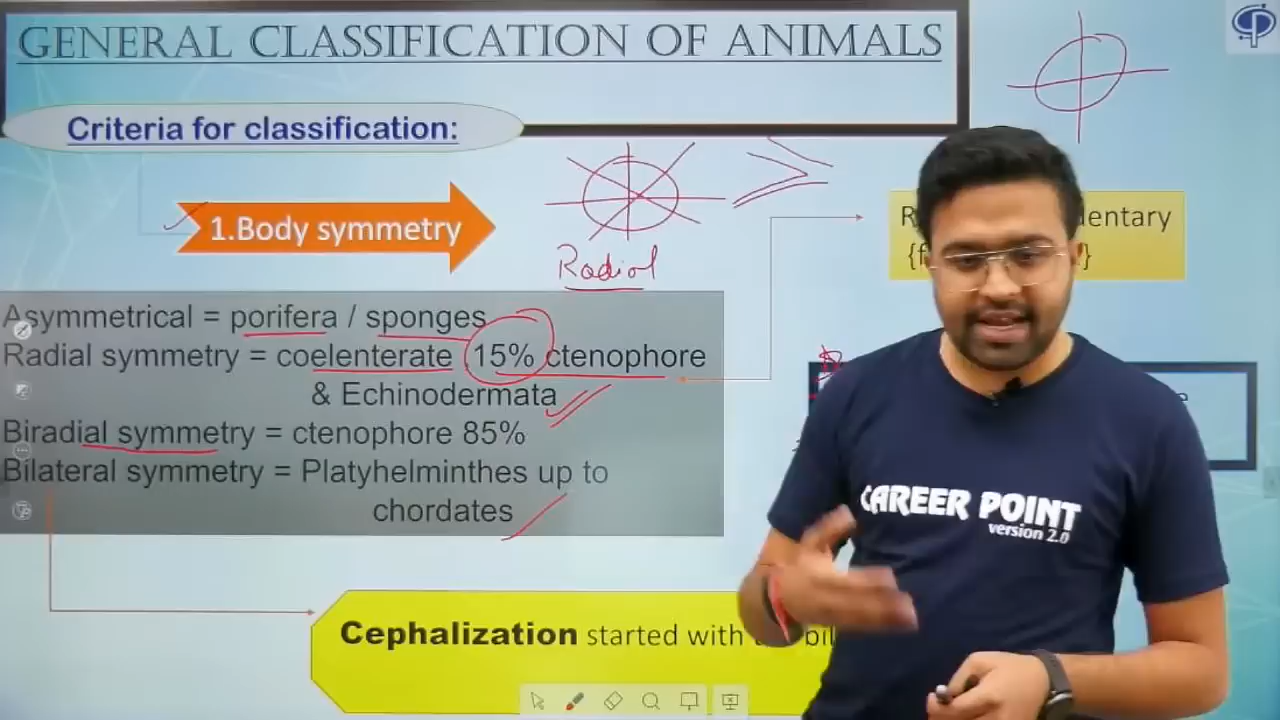 GENERAL CLASSIFICATION OF ANIMALS
Criteria for classification:
1.Body symmetry
Radial
Asymmetrical = porifera / sponges
Radial symmetry = coelenterate 15% ctenophore
& Echinodermata
Biradial symmetry = ctenophore 85%
Bilateral symmetry = Platyhelminthes up to
chordates
Cephalization started with
CAREER POINT
version 2.0